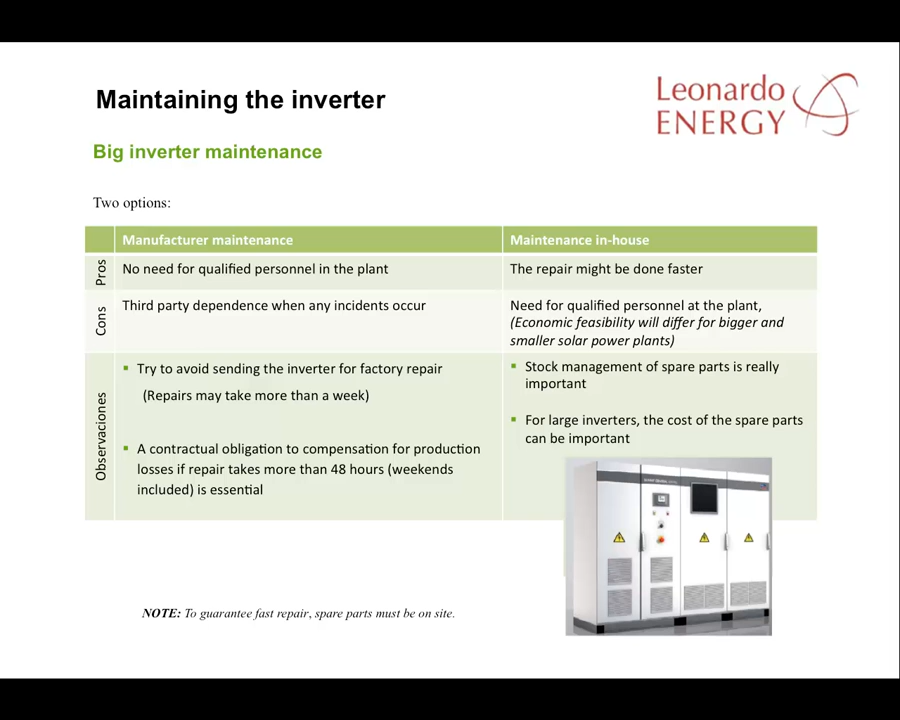 Maintaining the inverter
Leonardo
ENERGY
Big inverter maintenance
Two options:
Manufacturer maintenance
Maintenance in-house
Pros
No need for qualified personnel in the plant
The repair might be done faster
Cons
Third party dependence when any incidents occur
Need for qualified personnel at the plant,
(Economic feasibility will differ for bigger and
smaller solar power plants)
Observaciones
▪ Try to avoid sending the inverter for factory repair
(Repairs may take more than a week)
▪ A contractual obligation to compensation for production
losses if repair takes more than 48 hours (weekends
included) is essential
▪ Stock management of spare parts is really
important
▪ For large inverters, the cost of the spare parts
can be important
NOTE: To guarantee fast repair, spare parts must be on site.